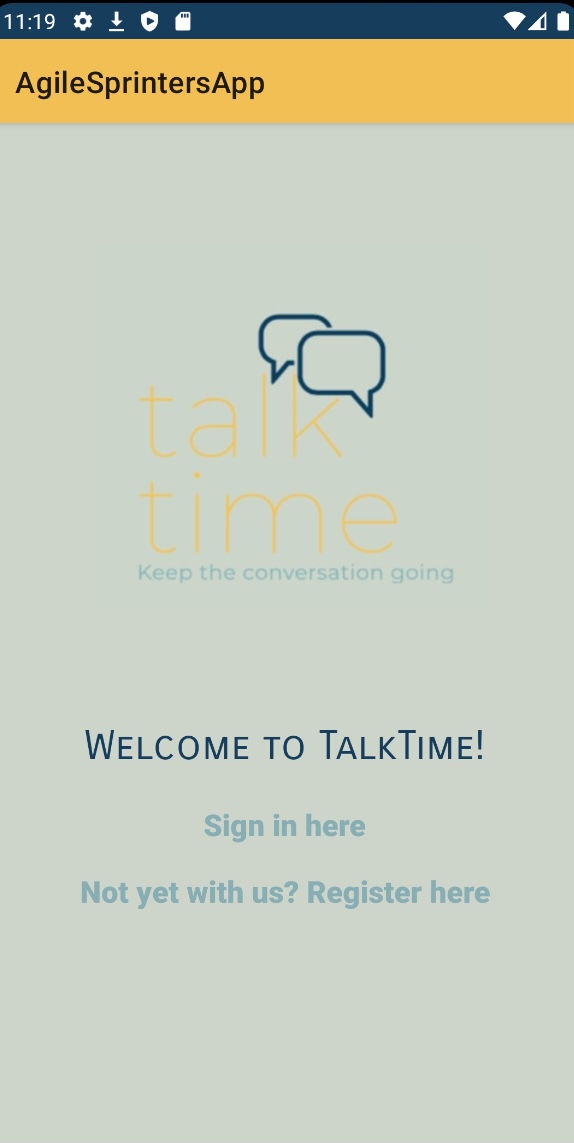 11:19
AgileSprintersApp
talk
time
Keep the conversation going
Welcome to TalkTime!
Sign in here
Not yet with us? Register here